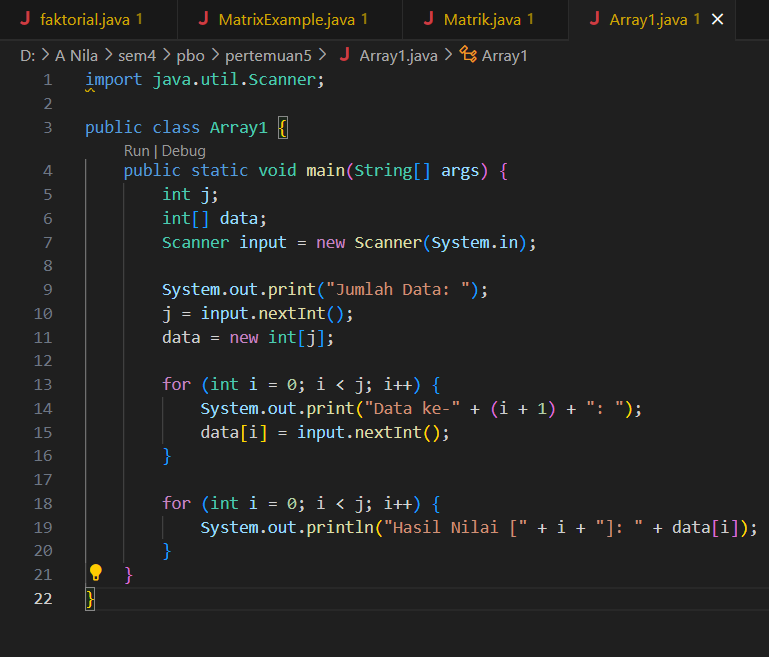 faktorial.java 1 MatrixExample.java 1 Matrik.java 1 Array1.java 1
D: > A Nila > sem4 > pbo > pertemuan5 > Array1.java > Array1
1 import java.util.Scanner;
2
3 public class Array1 {
Run | Debug
4 public static void main(String[] args) {
5 int j;
6 int[] data;
7 Scanner input = new Scanner(System.in);
8
9 System.out.print("Jumlah Data: ");
10 j = input.nextInt();
11 data = new int[j];
12
13 for (int i = 0; i < j; i++) {
14 System.out.print("Data ke-" + (i + 1) + ": ");
15 data[i] = input.nextInt();
16 }
17
18 for (int i = 0; i < j; i++) {
19 System.out.println("Hasil Nilai [" + i + "]: " + data[i]);
20 }
21 }
22 }